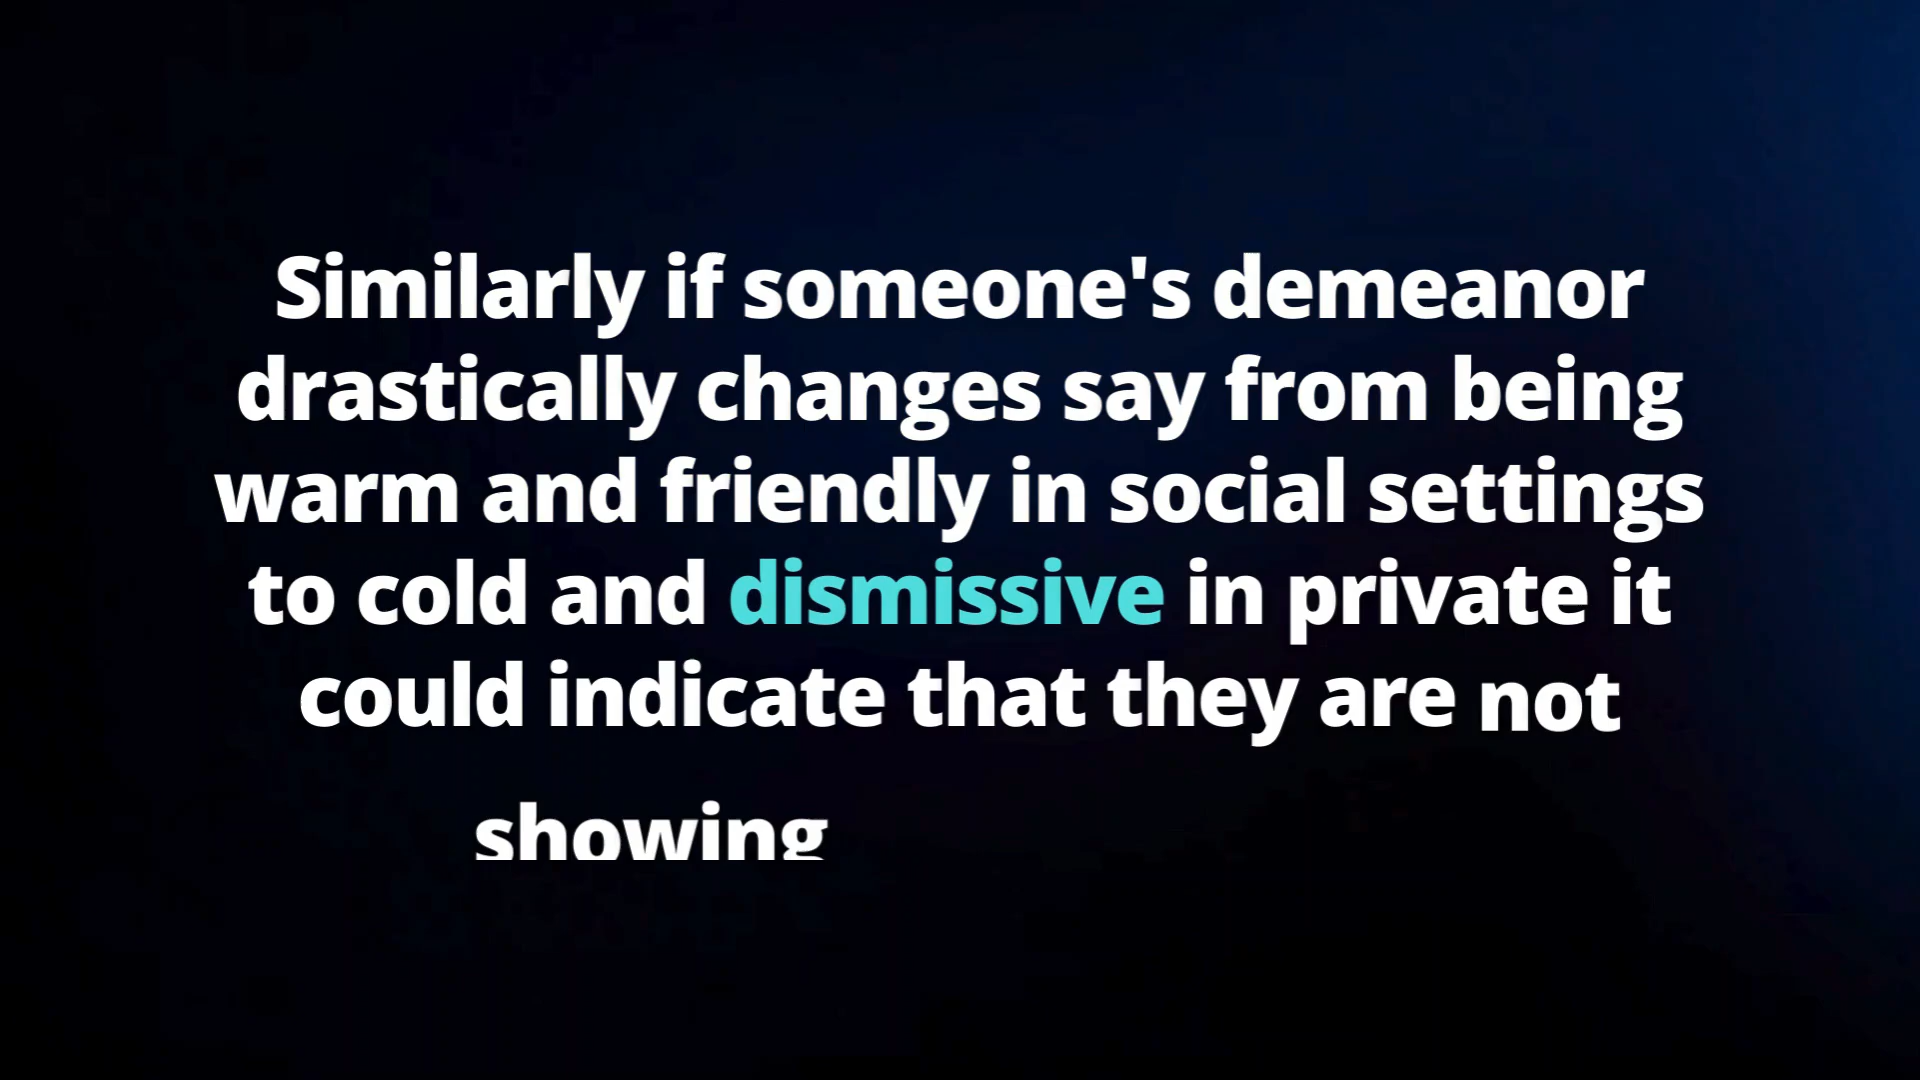 Similarly if someone's demeanor
drastically changes say from being
warm and friendly in social settings
to cold and dismissive in private it
could indicate that they are not
showing